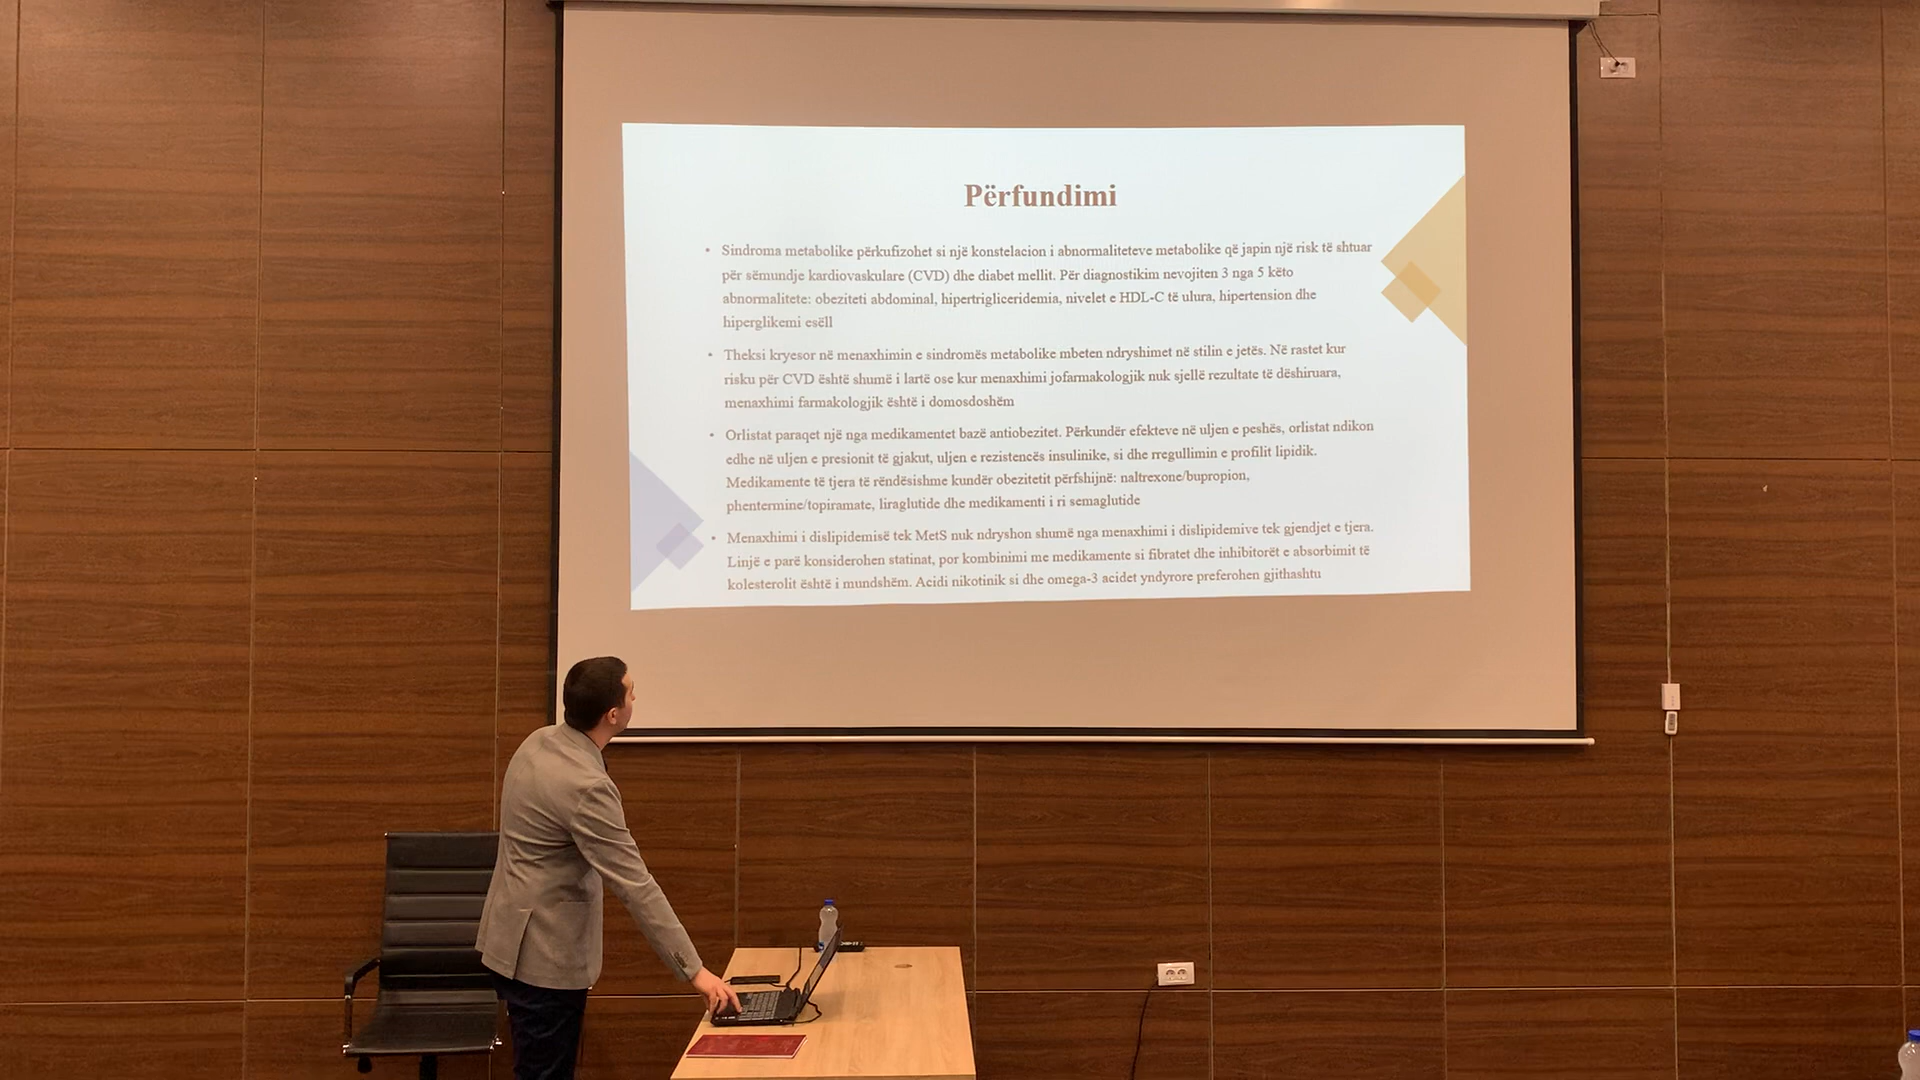 Përfundimi
• Sindroma metabolike përkufizohet si një konstelacion i abnormaliteteve metabolike që japin një risk të shtuar
për sëmundje kardiovaskulare (CVD) dhe diabet mellit. Për diagnostikim nevojiten 3 nga 5 këto
abnormalitete: obeziteti abdominal, hipertrigliceridemia, nivelet e HDL-C të ulura, hipertension dhe
hiperglikemi esëll
• Theksi kryesor në menaxhimin e sindromës metabolike mbeten ndryshimet në stilin e jetës. Në rastet kur
risku për CVD është shumë i lartë ose kur menaxhimi jofarmakologjik nuk sjellë rezultate të dëshiruara,
menaxhimi farmakologjik është i domosdoshëm
• Orlistat paraqet një nga medikamentet bazë antiobezitet. Përkundër efekteve në uljen e peshës, orlistat ndikon
edhe në uljen e presionit të gjakut, uljen e rezistencës insulinike, si dhe rregullimin e profilit lipidik.
Medikamente të tjera të rëndësishme kundër obezitetit përfshijnë: naltrexone/bupropion,
phentermine/topiramate, liraglutide dhe medikamenti i ri semaglutide
• Menaxhimi i dislipidemisë tek MetS nuk ndryshon shumë nga menaxhimi i dislipidemive tek gjendjet e tjera.
Linjë e parë konsiderohen statinat, por kombinimi me medikamente si fibratet dhe inhibitorët e absorbimit të
kolesterolit është i mundshëm. Acidi nikotinik si dhe omega-3 acidet yndyrore preferohen gjithashtu